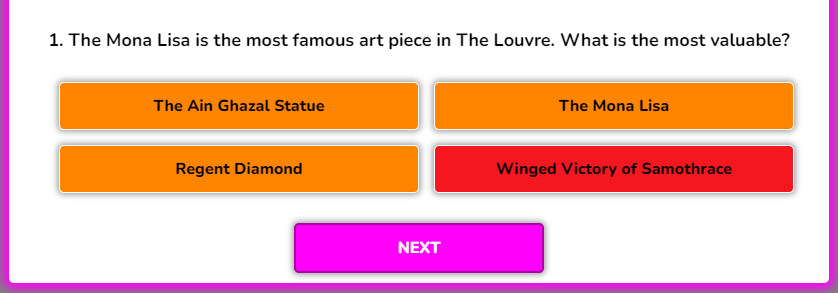 1. The Mona Lisa is the most famous art piece in The Louvre. What is the most valuable?
The Ain Ghazal Statue
The Mona Lisa
Regent Diamond
Winged Victory of Samothrace
NEXT